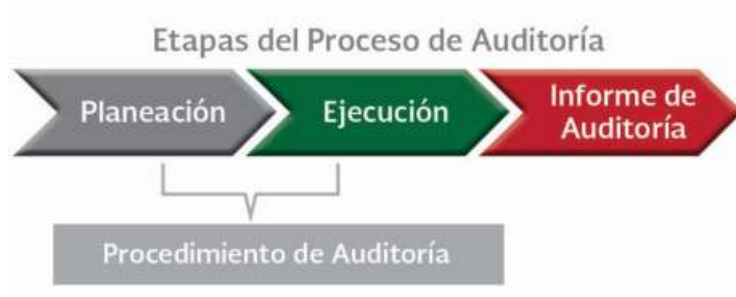 Etapas del Proceso de Auditoría
Planeación
Ejecución
Informe de
Auditoría
Procedimiento de Auditoría